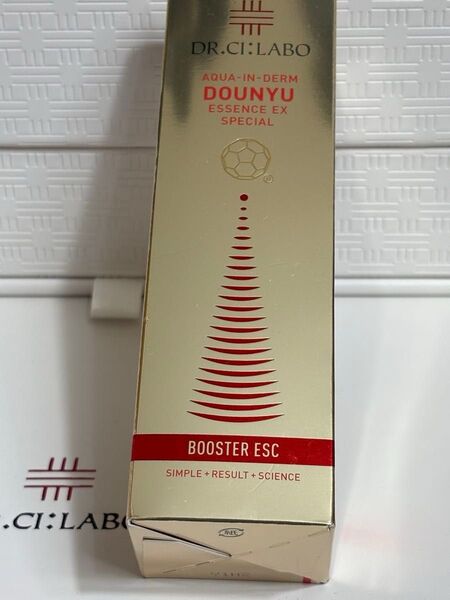 DR.CI:LABO
AQUA-IN-DERM
DOUNYU
ESSENCE EX
SPECIAL
BOOSTER ESC
SIMPLE+RESULT+SCIENCE
R.CI:LABO